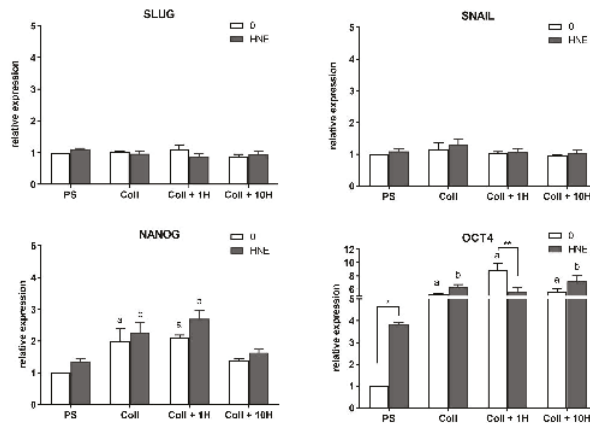 SLUG
0
HNE
relative expression
5
4
3
2
1
0
PS
Coll
Coll + 1H
Coll + 10H
SNAIL
0
HNE
relative expression
5
4
3
2
1
0
PS
Coll
Coll + 1H
Coll + 10H
NANOG
0
HNE
relative expression
5
4
3
2
1
0
a
a
PS
Coll
Coll + 1H
Coll + 10H
OCT4
0
HNE
relative expression
12
10
8
6
5
4
3
2
1
0
*
a
b
a
**
a
b
PS
Coll
Coll + 1H
Coll + 10H